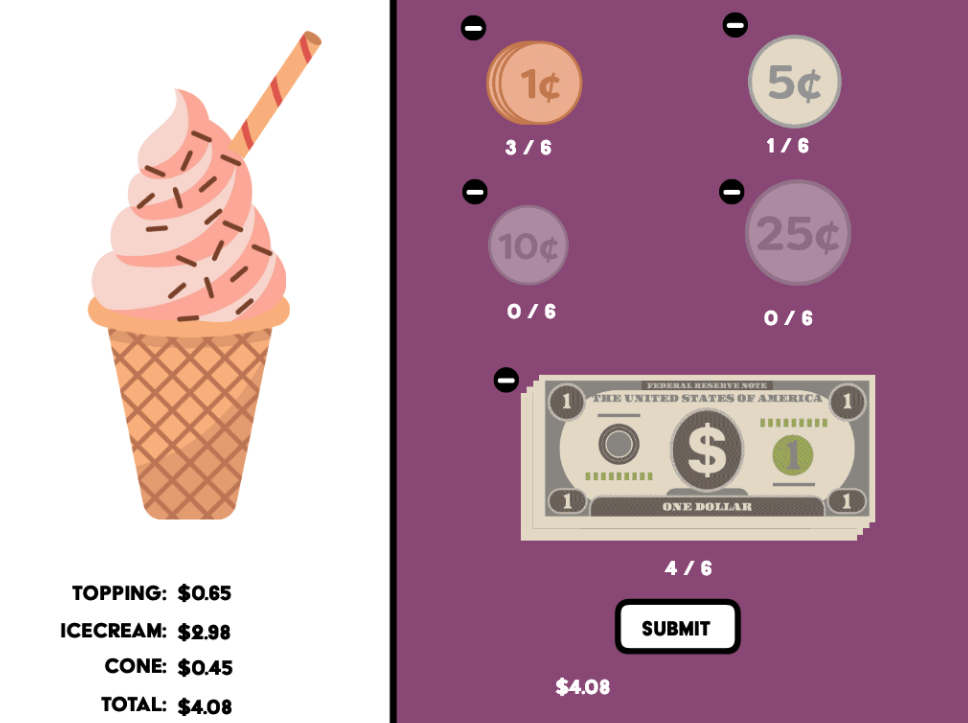 1¢
5¢
3 / 6
1 / 6
10¢
25¢
0 / 6
0 / 6
FEDERAL RESERVE NOTE
THE UNITED STATES OF AMERICA
1
1
$
1
1
1
ONE DOLLAR
4 / 6
TOPPING: $0.65
ICECREAM: $2.98
CONE: $0.45
TOTAL: $4.08
SUBMIT
$4.08